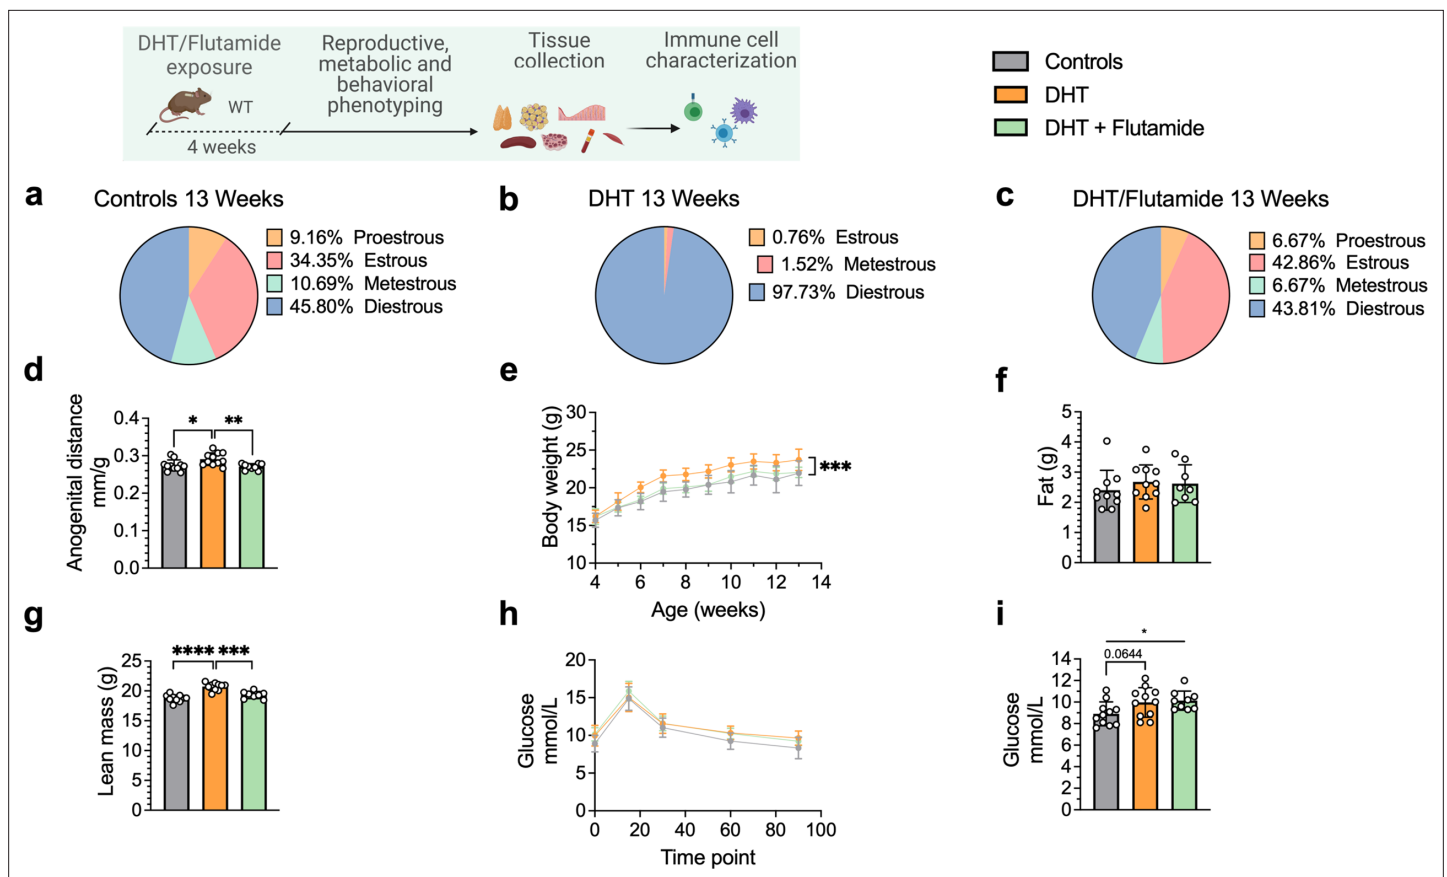 DHT/Flutamide
exposure
WT
4 weeks
Reproductive,
metabolic and
behavioral
phenotyping
Tissue
collection
Immune cell
characterization
Controls
DHT
DHT + Flutamide
a
Controls 13 Weeks
9.16% Proestrous
34.35% Estrous
10.69% Metestrous
45.80% Diestrous
b
DHT 13 Weeks
0.76% Estrous
1.52% Metestrous
97.73% Diestrous
c
DHT/Flutamide 13 Weeks
6.67% Proestrous
42.86% Estrous
6.67% Metestrous
43.81% Diestrous
d
Anogenital distance
mm/g
0.4
0.3
0.2
0.1
0.0
*
**
e
Body weight (g)
30
25
20
15
10
4 6 8 10 12 14
Age (weeks)
***
f
Fat (g)
5
4
3
2
1
0
g
Lean mass (g)
25
20
15
10
5
0
**** ***
h
Glucose
mmol/L
20
15
10
5
0
0 20 40 60 80 100
Time point
i
Glucose
mmol/L
14
12
10
8
6
4
2
0
*
0.0644